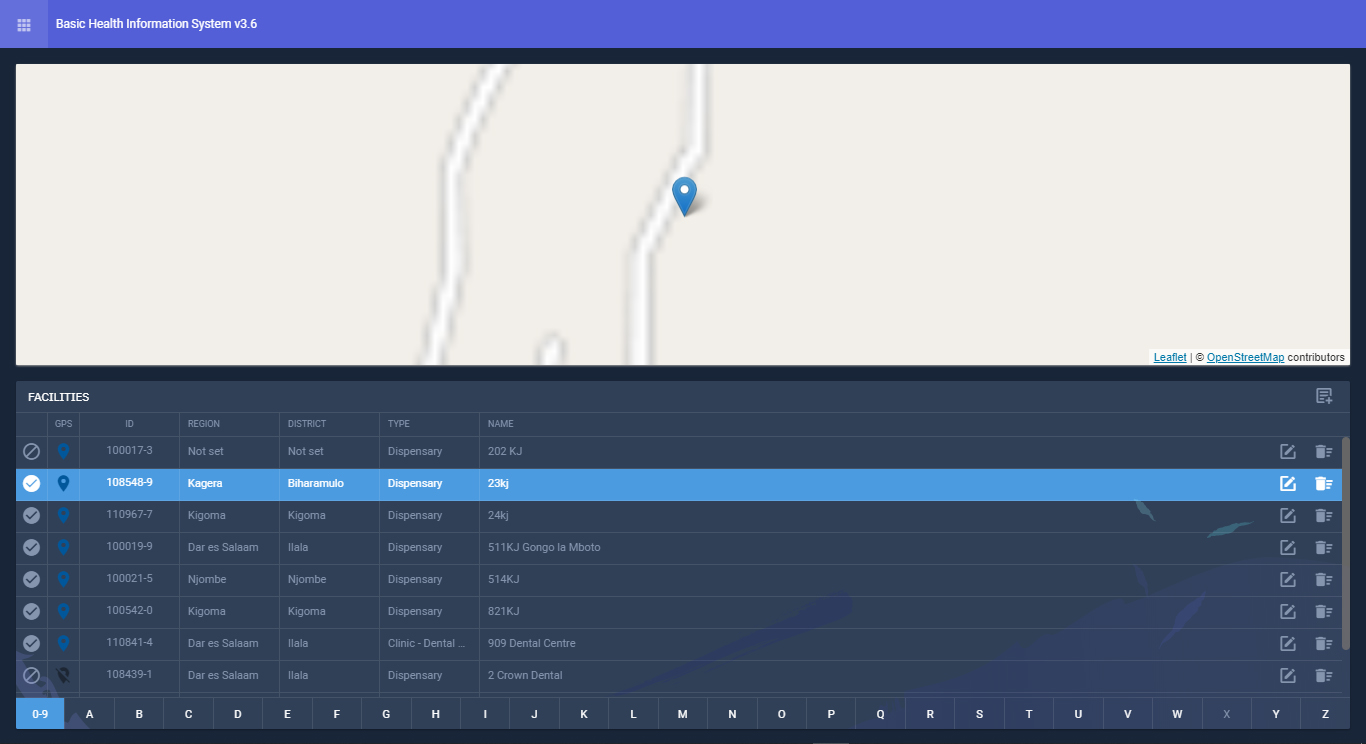 Basic Health Information System v3.6
Leaflet | © OpenStreetMap contributors
FACILITIES
GPS ID REGION DISTRICT TYPE NAME
100017-3 Not set Not set Dispensary 202 KJ
108548-9 Kagera Biharamulo Dispensary 23kj
110967-7 Kigoma Kigoma Dispensary 24kj
100019-9 Dar es Salaam Ilala Dispensary 511KJ Gongo la Mboto
100021-5 Njombe Njombe Dispensary 514KJ
100542-0 Kigoma Kigoma Dispensary 821KJ
110841-4 Dar es Salaam Ilala Clinic - Dental ... 909 Dental Centre
108439-1 Dar es Salaam Ilala Dispensary 2 Crown Dental
0-9 A B C D E F G H I J K L M N O P Q R S T U V W X Y Z